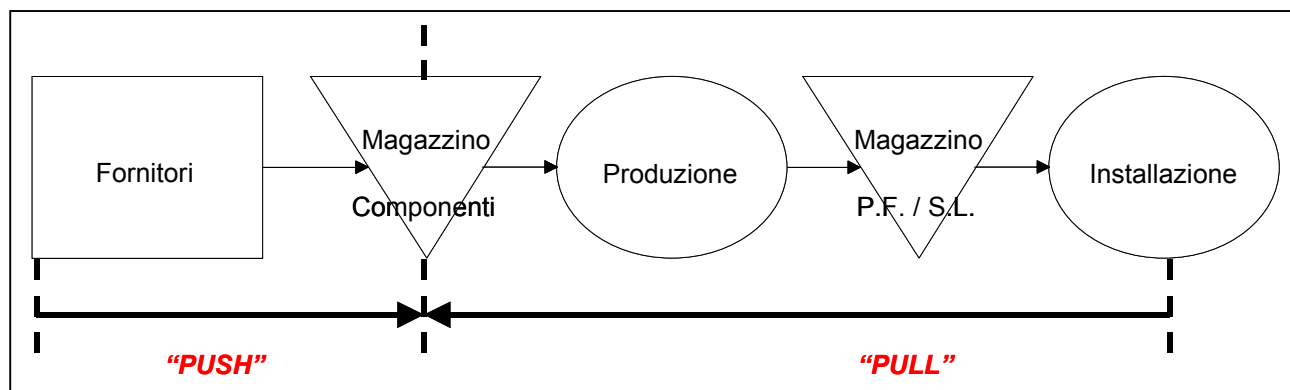 Fornitori
Magazzino
Componenti
Produzione
Magazzino
P.F. / S.L.
Installazione
“PUSH”
“PULL”